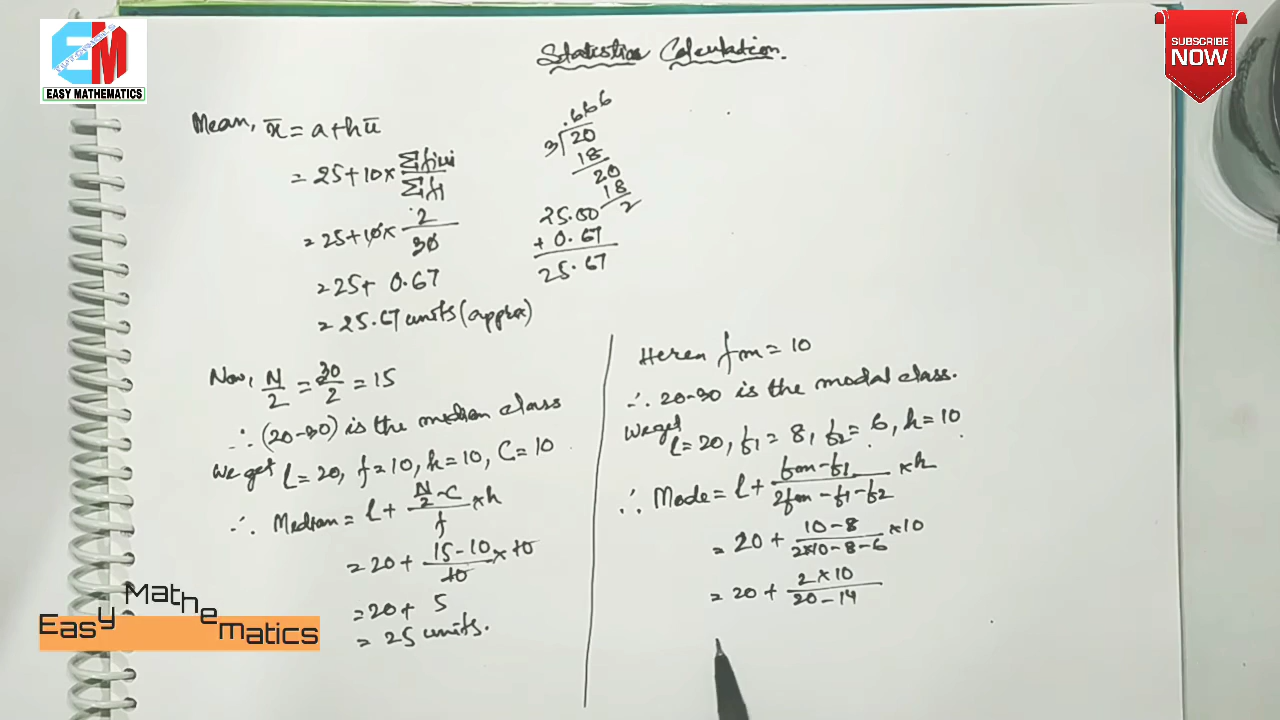 EM
EASY MATHEMATICS
SUBSCRIBE
NOW
Statistics Calculation.
Mean, x̄ = a+hū
= 25+10× Σfiui/Σfi
= 25+10× 2/30
= 25+ 0.67
= 25.67 units (approx)
.666
3 20
18
20
18
2
25.00
+ 0.67
25.67
Now, N/2 = 30/2 = 15
∴ (20-30) is the median class
We get l=20, f=10, h=10, C=10
∴ Median = l+ (N/2 - C)/f ×h
= 20+ (15-10)/10 × 10
= 20+ 5
= 25 units.
Here, fm = 10
∴ 20-30 is the modal class.
We get
l=20, f1=8, f2=6, h=10
∴ Mode = l+ (fm-f1)/(2fm-f1-f2) ×h
= 20+ (10-8)/(2×10-8-6) ×10
= 20+ (2×10)/(20-14)
Easy Mathematics